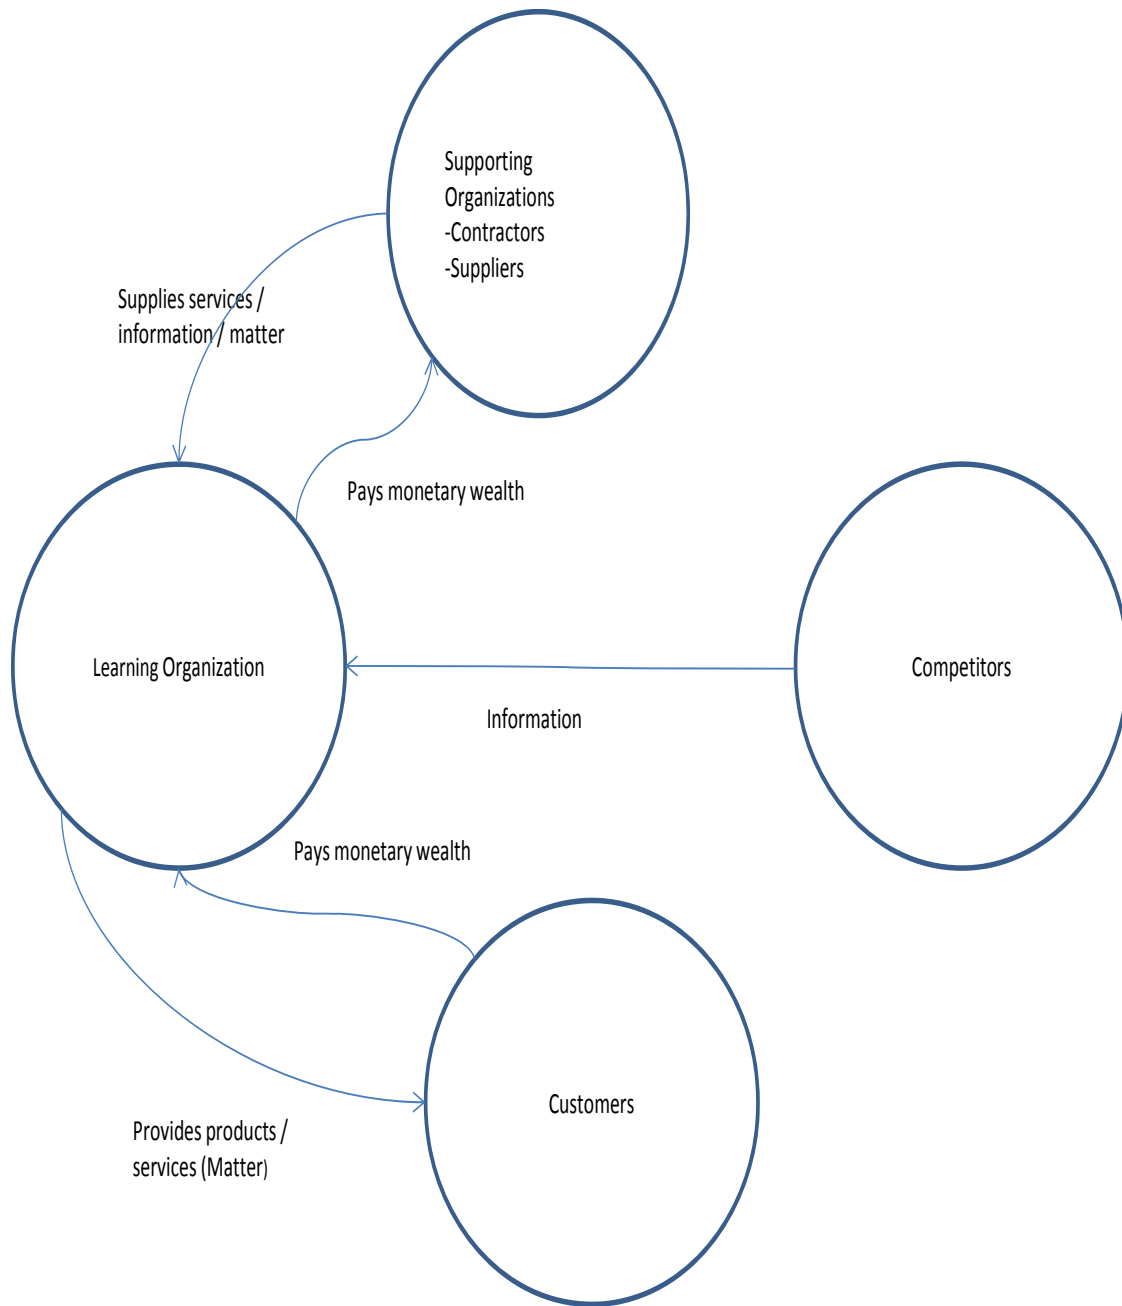 Supporting
Organizations
-Contractors
-Suppliers
Supplies services /
information / matter
Pays monetary wealth
Learning Organization
Competitors
Information
Pays monetary wealth
Customers
Provides products /
services (Matter)